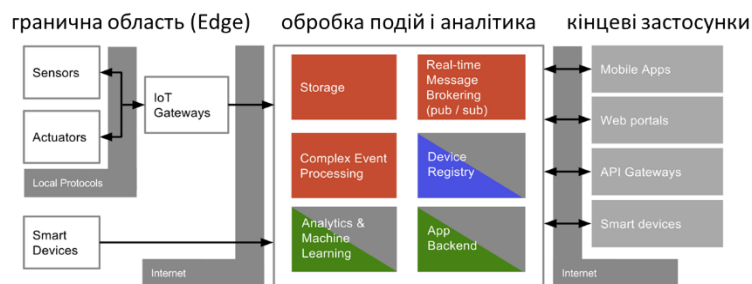 гранична область (Edge)
обробка подій і аналітика
кінцеві застосунки
Sensors
Actuators
Local Protocols
IoT
Gateways
Smart
Devices
Internet
Storage
Real-time
Message
Brokering
(pub / sub)
Complex Event
Processing
Device
Registry
Analytics &
Machine
Learning
App
Backend
Mobile Apps
Web portals
API Gateways
Smart devices
Internet